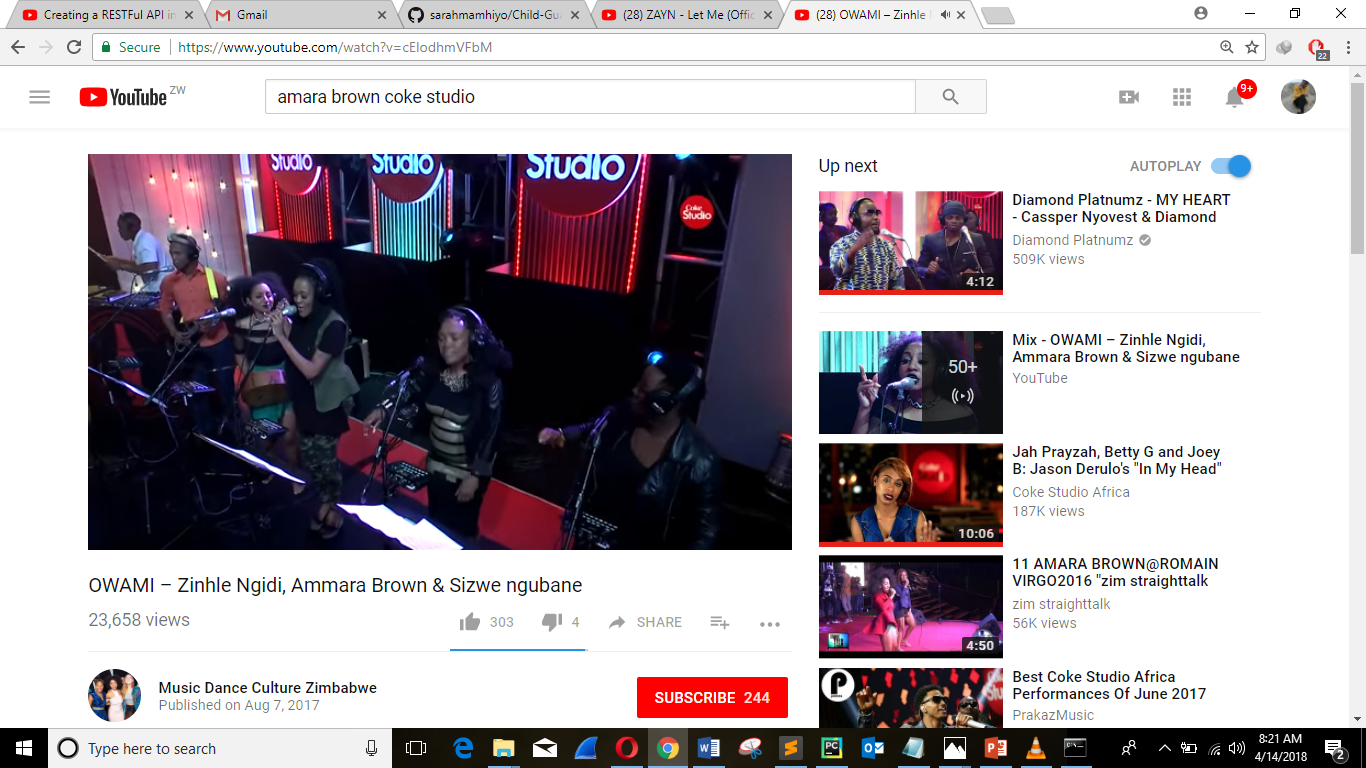 Creating a RESTFul API in
Gmail
sarahmamhiyo/Child-Gua
(28) ZAYN - Let Me (Offic
(28) OWAMI – Zinhle
Secure
https://www.youtube.com/watch?v=cEIodhmVFbM
22
YouTube ZW
amara brown coke studio
9+
Studio
Studio
Studio
Coke
Studio
Up next
AUTOPLAY
Diamond Platnumz - MY HEART
- Cassper Nyovest & Diamond
Diamond Platnumz
509K views
4:12
Mix - OWAMI – Zinhle Ngidi,
Ammara Brown & Sizwe ngubane
YouTube
50+
Jah Prayzah, Betty G and Joey
B: Jason Derulo's "In My Head"
Coke Studio Africa
187K views
10:06
11 AMARA BROWN@ROMAIN
VIRGO2016 "zim straighttalk
zim straighttalk
56K views
4:50
Best Coke Studio Africa
Performances Of June 2017
PrakazMusic
OWAMI – Zinhle Ngidi, Ammara Brown & Sizwe ngubane
23,658 views
303
4
SHARE
Music Dance Culture Zimbabwe
Published on Aug 7, 2017
SUBSCRIBE 244
Type here to search
8:21 AM
4/14/2018
2